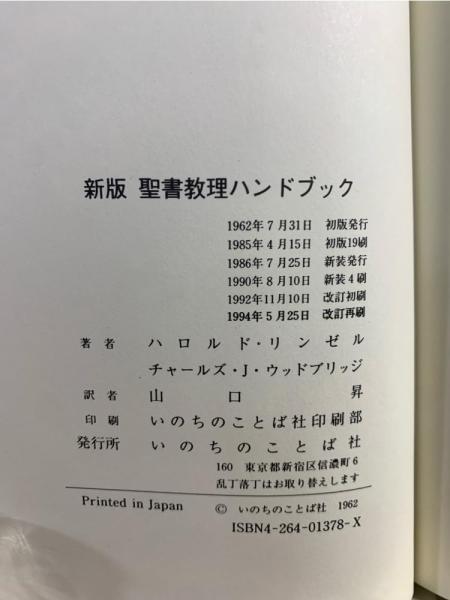 新版 聖書教理ハンドブック
1962年7月31日 初版発行
1985年4月15日 初版19刷
1986年7月25日 新装発行
1990年8月10日 新装4刷
1992年11月10日 改訂初刷
1994年5月25日 改訂再刷
著者 ハロルド・リンゼル
チャールズ・J・ウッドブリッジ
訳者 山口昇
印刷 いのちのことば社印刷部
発行所 いのちのことば社
160 東京都新宿区信濃町6
乱丁落丁はお取り替えします
Printed in Japan © いのちのことば社 1962
ISBN4-264-01378-X